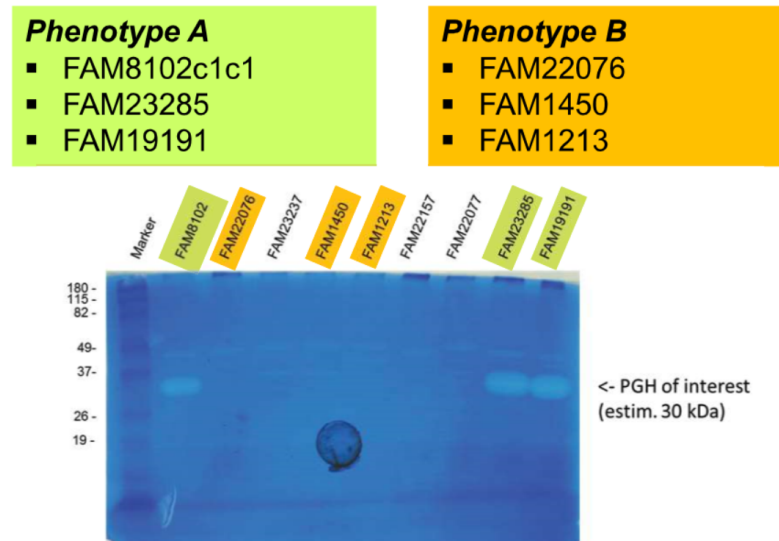 Phenotype A
▪ FAM8102c1c1
▪ FAM23285
▪ FAM19191
Phenotype B
▪ FAM22076
▪ FAM1450
▪ FAM1213
Marker
FAM8102
FAM22076
FAM23237
FAM1450
FAM1213
FAM22157
FAM22077
FAM23285
FAM19191
180 -
115 -
82 -
49-
37-
26 -
19 -
<- PGH of interest
(estim. 30 kDa)